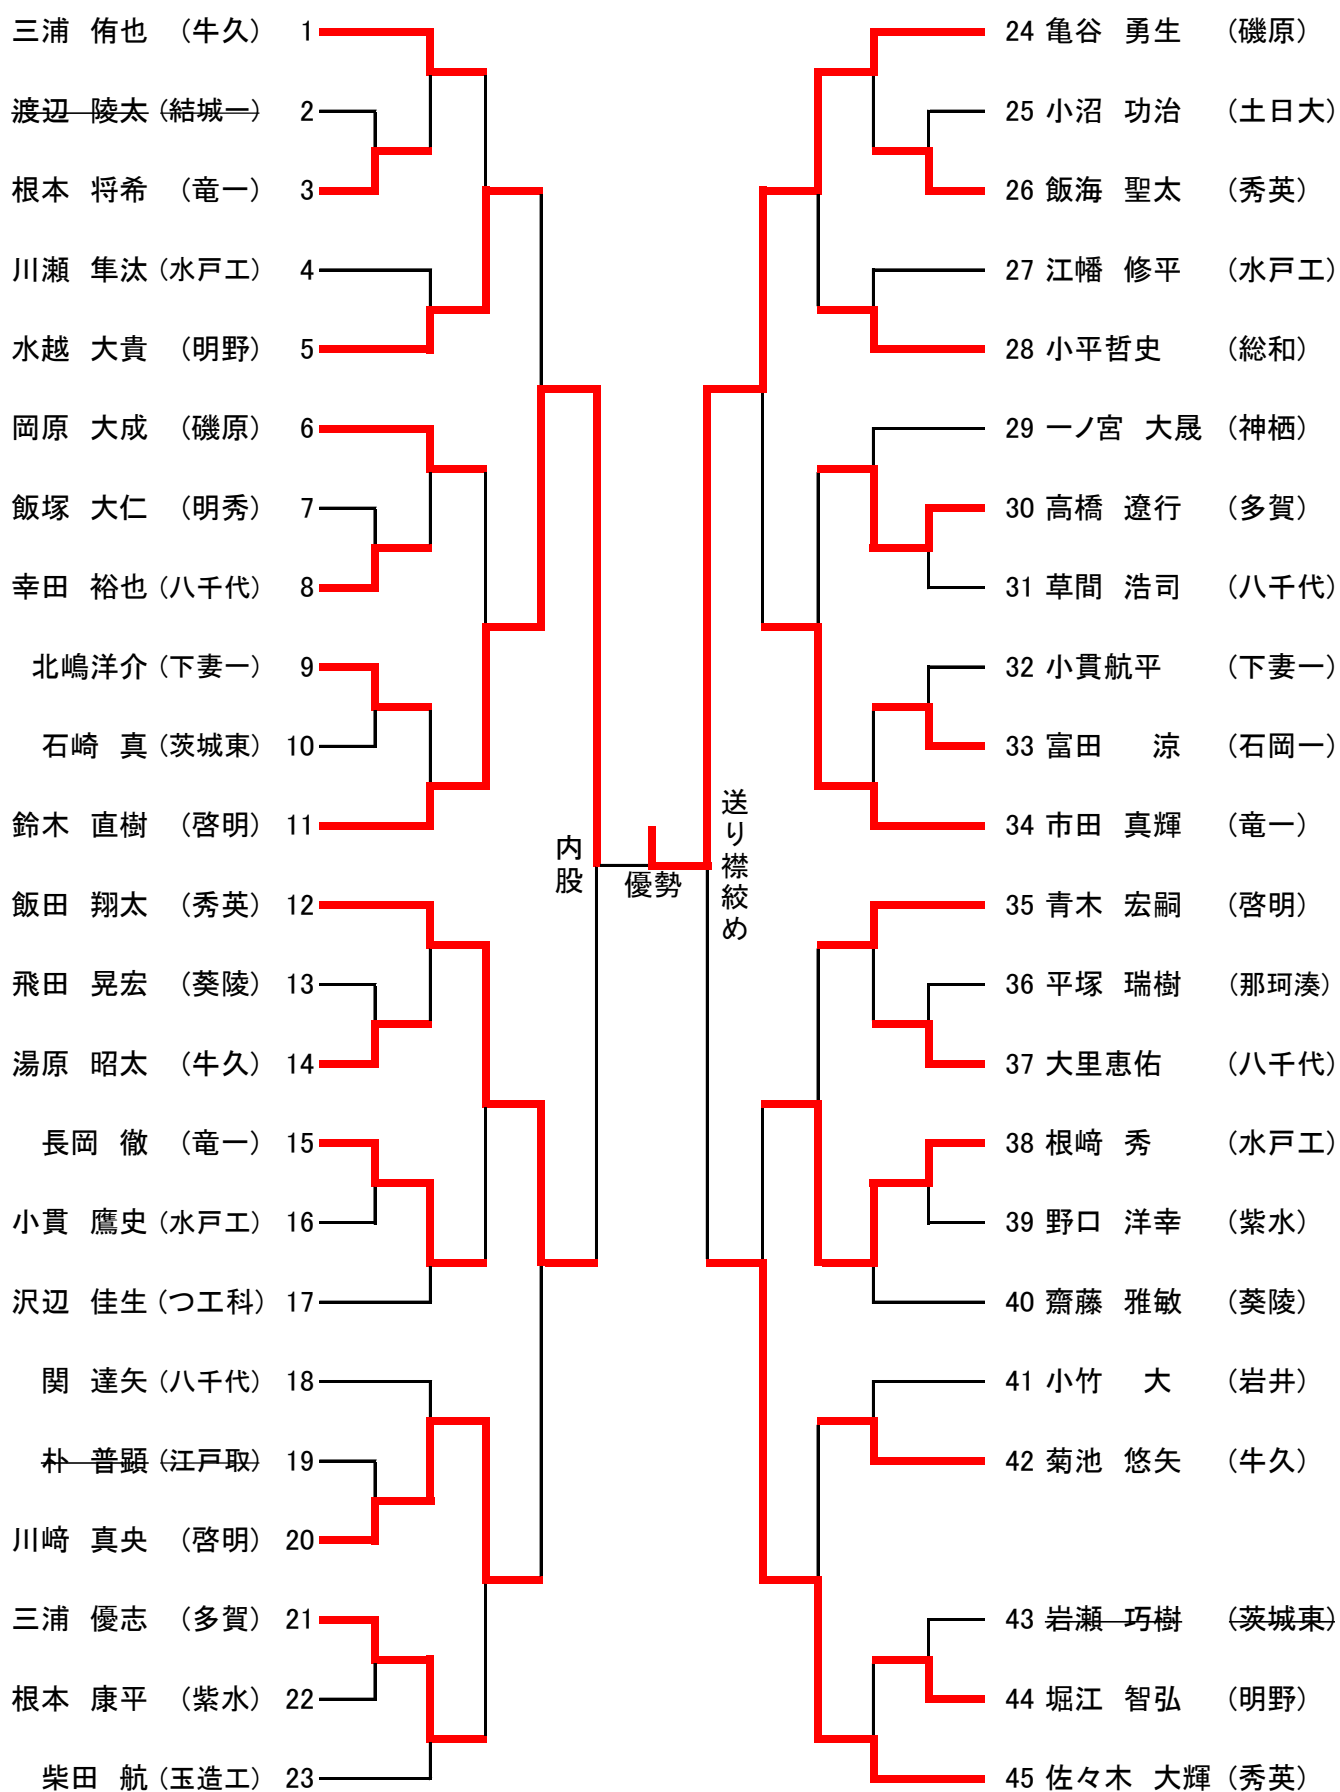 三浦 侑也 （牛久） 1
渡辺 陵太 （結城一） 2
根本 将希 （竜一） 3
川瀬 隼汰 （水戸工） 4
水越 大貴 （明野） 5
岡原 大成 （磯原） 6
飯塚 大仁 （明秀） 7
幸田 裕也 （八千代） 8
北嶋洋介 （下妻一） 9
石崎 真 （茨城東） 10
鈴木 直樹 （啓明） 11
飯田 翔太 （秀英） 12
飛田 晃宏 （葵陵） 13
湯原 昭太 （牛久） 14
長岡 徹 （竜一） 15
小貫 鷹史 （水戸工） 16
沢辺 佳生 （つ工科） 17
関 達矢 （八千代） 18
朴 普顕 （江戸取） 19
川﨑 真央 （啓明） 20
三浦 優志 （多賀） 21
根本 康平 （紫水） 22
柴田 航 （玉造工） 23
内股
優勢
送り襟絞め
24 亀谷 勇生 （磯原）
25 小沼 功治 （土日大）
26 飯海 聖太 （秀英）
27 江幡 修平 （水戸工）
28 小平哲史 （総和）
29 一ノ宮 大晟 （神栖）
30 高橋 遼行 （多賀）
31 草間 浩司 （八千代）
32 小貫航平 （下妻一）
33 富田 涼 （石岡一）
34 市田 真輝 （竜一）
35 青木 宏嗣 （啓明）
36 平塚 瑞樹 （那珂湊）
37 大里恵佑 （八千代）
38 根﨑 秀 （水戸工）
39 野口 洋幸 （紫水）
40 齋藤 雅敏 （葵陵）
41 小竹 大 （岩井）
42 菊池 悠矢 （牛久）
43 岩瀬 巧樹 （茨城東）
44 堀江 智弘 （明野）
45 佐々木 大輝 （秀英）